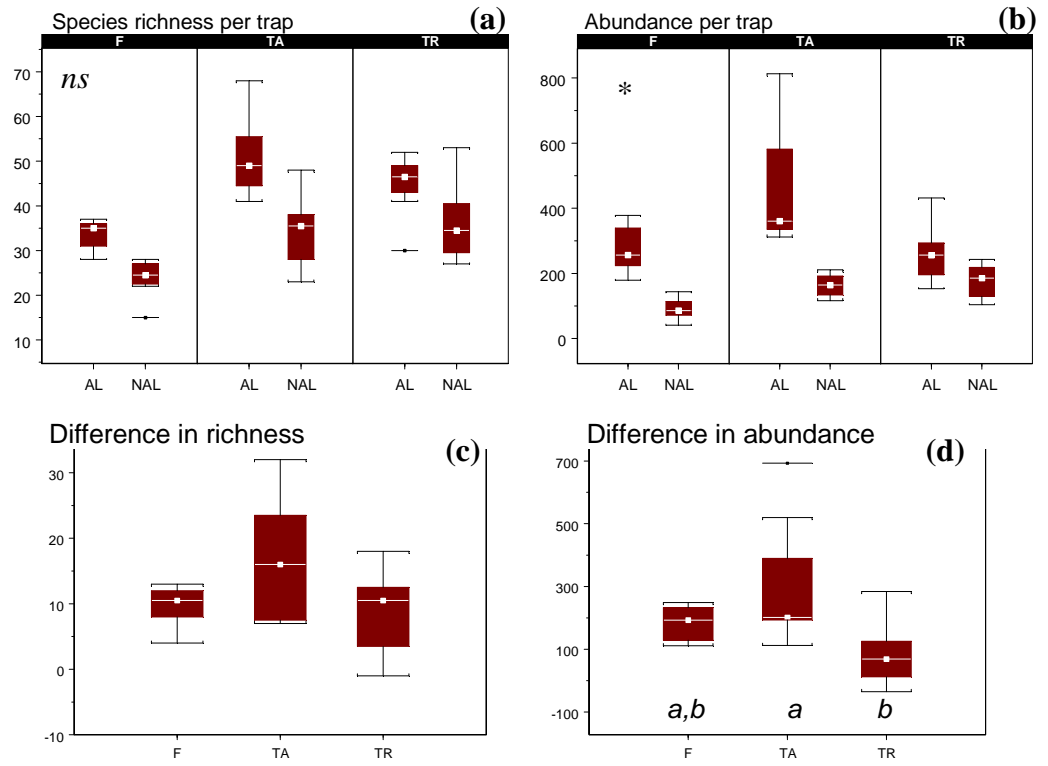 Species richness per trap (a)
F TA TR
ns
70
60
50
40
30
20
10
AL NAL AL NAL AL NAL
Abundance per trap (b)
F TA TR
*
800
600
400
200
0
AL NAL AL NAL AL NAL
Difference in richness (c)
30
20
10
0
-10
F TA TR
Difference in abundance (d)
700
500
300
100
-100
a,b a b
F TA TR